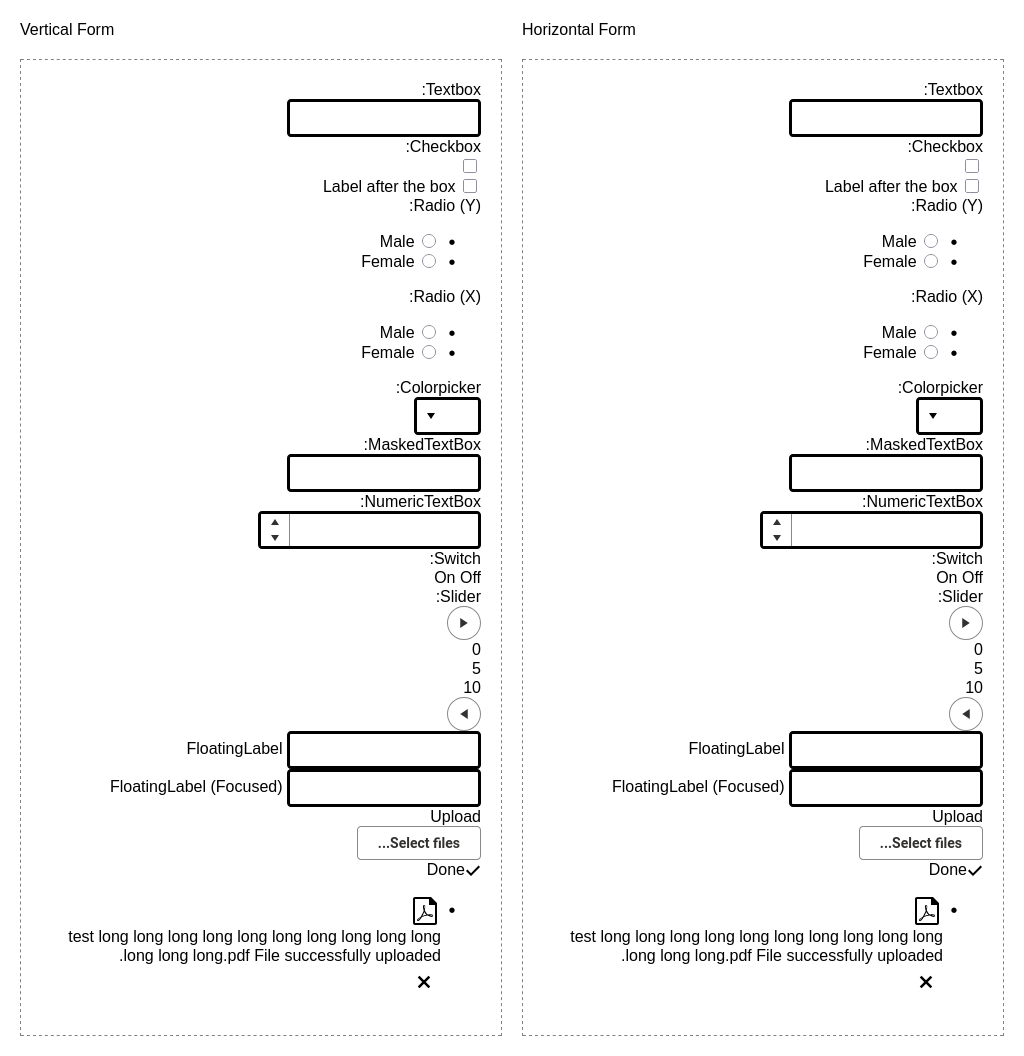 Vertical Form
:Textbox
:Checkbox
Label after the box
:Radio (Y)
Male
Female
:Radio (X)
Male
Female
:Colorpicker
:MaskedTextBox
:NumericTextBox
:Switch
On Off
:Slider
0
5
10
FloatingLabel
FloatingLabel (Focused)
Upload
...Select files
Done
test long long long long long long long long long long
.long long long.pdf File successfully uploaded
Horizontal Form
:Textbox
:Checkbox
Label after the box
:Radio (Y)
Male
Female
:Radio (X)
Male
Female
:Colorpicker
:MaskedTextBox
:NumericTextBox
:Switch
On Off
:Slider
0
5
10
FloatingLabel
FloatingLabel (Focused)
Upload
...Select files
Done
test long long long long long long long long long long
.long long long.pdf File successfully uploaded